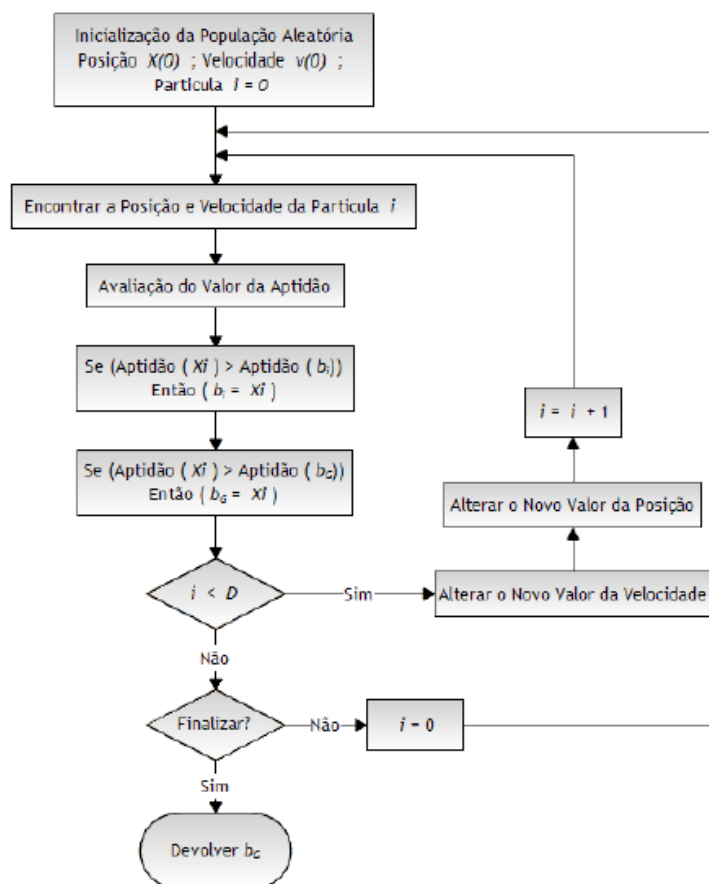 Inicialização da População Aleatória
Posição X(0) ; Velocidade v(0) ;
Particula i = 0
Encontrar a Posição e Velocidade da Particula i
Avaliação do Valor da Aptidão
Se (Aptidão ( Xi ) > Aptidão ( bi))
Então ( bi = Xi )
Se (Aptidão ( Xi ) > Aptidão ( bG))
Então ( bG = Xi )
i = i + 1
Alterar o Novo Valor da Posição
i < D
Sim
Alterar o Novo Valor da Velocidade
Não
Finalizar?
Não
i = 0
Sim
Devolver bG